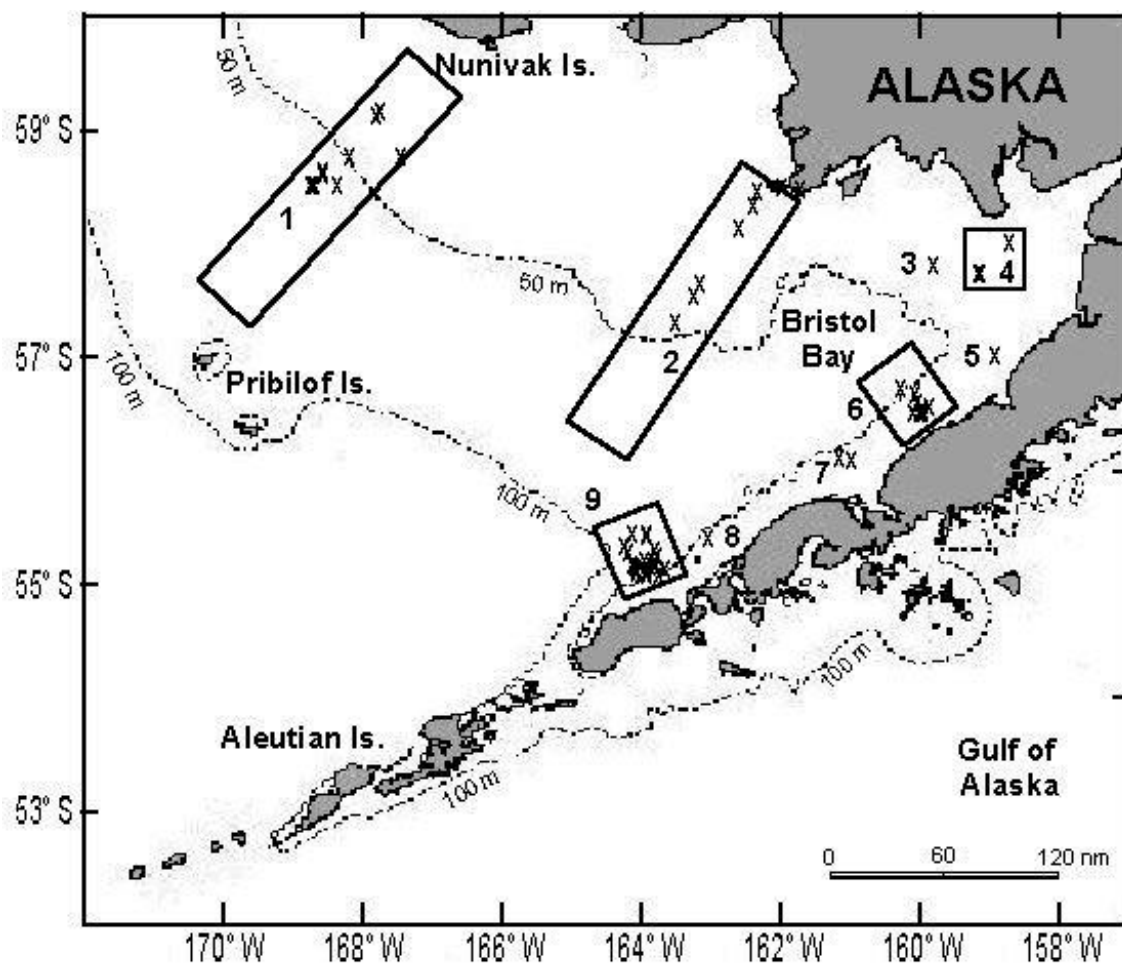 50 m
Nunivak Is.
ALASKA
59° S
1
3
4
50 m
Bristol
Bay
57° S
2
5
100 m
Pribilof Is.
6
7
100 m
9
8
55° S
100 m
Aleutian Is.
100 m
Gulf of
Alaska
53° S
0 60 120 nm
170° W 168° W 166° W 164° W 162° W 160° W 158° W